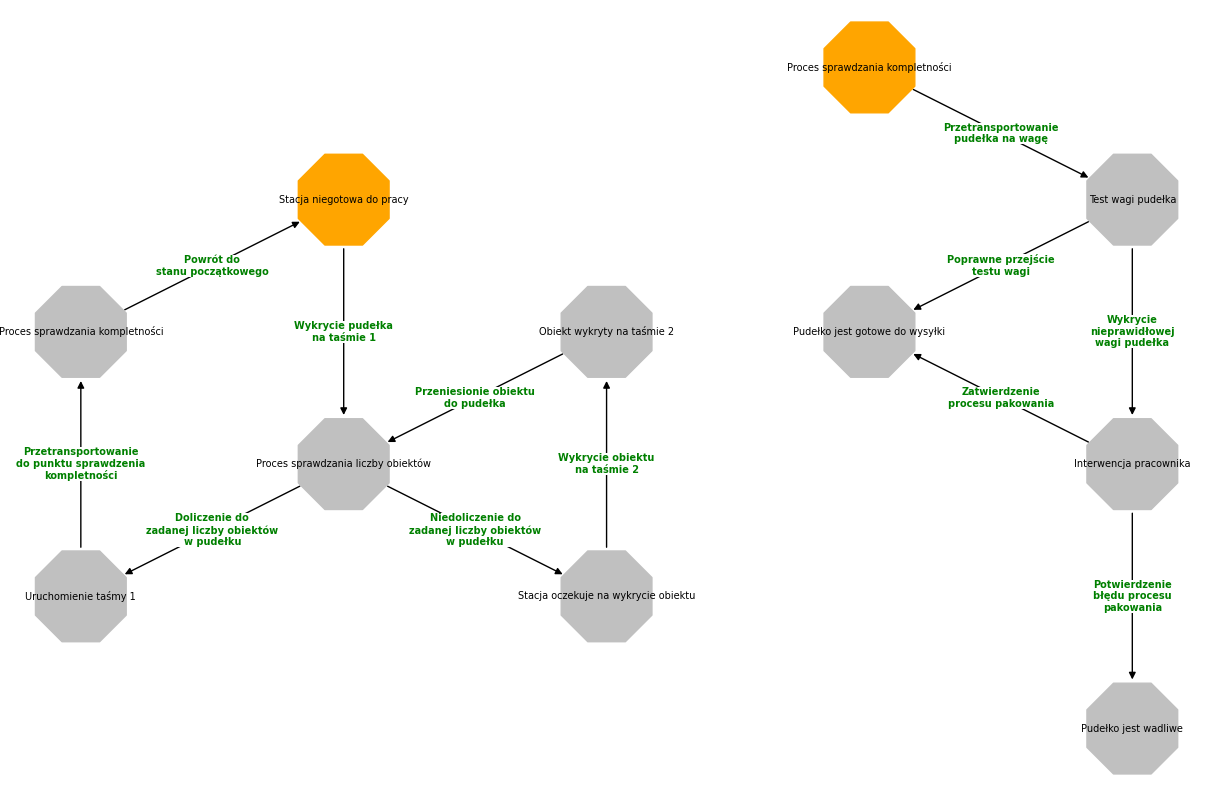 Proces sprawdzania kompletności
Przetransportowanie
pudełka na wagę
Stacja niegotowa do pracy
Test wagi pudełka
Powrót do
stanu początkowego
Poprawne przejście
testu wagi
Proces sprawdzania kompletności
Wykrycie pudełka
na taśmie 1
Obiekt wykryty na taśmie 2
Pudełko jest gotowe do wysyłki
Wykrycie
nieprawidłowej
wagi pudełka
Przeniesionie obiektu
do pudełka
Zatwierdzenie
procesu pakowania
Przetransportowanie
do punktu sprawdzenia
kompletności
Proces sprawdzania liczby obiektów
Wykrycie obiektu
na taśmie 2
Interwencja pracownika
Doliczenie do
zadanej liczby obiektów
w pudełku
Niedoliczenie do
zadanej liczby obiektów
w pudełku
Uruchomienie taśmy 1
Stacja oczekuje na wykrycie obiektu
Potwierdzenie
błędu procesu
pakowania
Pudełko jest wadliwe